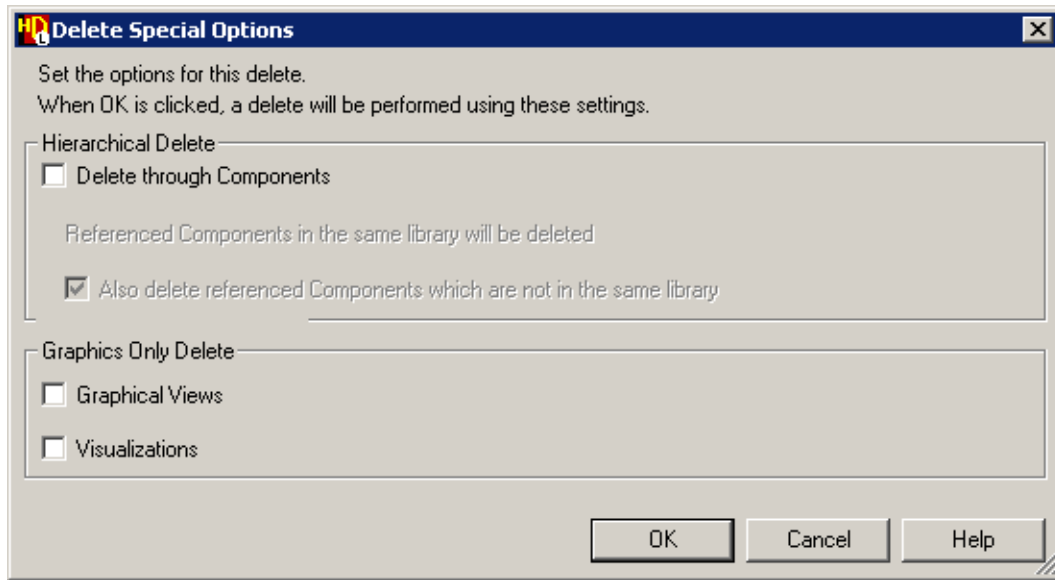 HDL Delete Special Options
Set the options for this delete.
When OK is clicked, a delete will be performed using these settings.
Hierarchical Delete
Delete through Components
Referenced Components in the same library will be deleted
Also delete referenced Components which are not in the same library
Graphics Only Delete
Graphical Views
Visualizations
OK Cancel Help